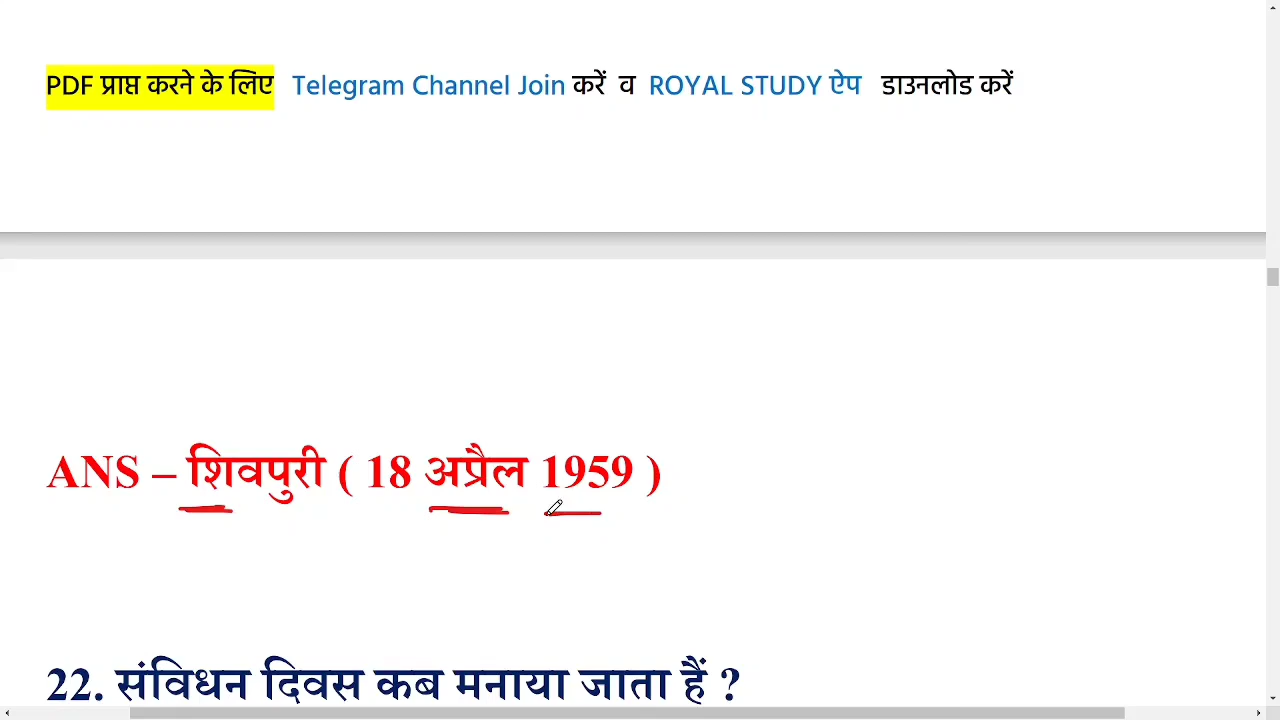 PDF प्राप्त करने के लिए Telegram Channel Join करें व ROYAL STUDY ऐप डाउनलोड करें
ANS – शिवपुरी ( 18 अप्रैल 1959 )
22. संविधन दिवस कब मनाया जाता हैं ?